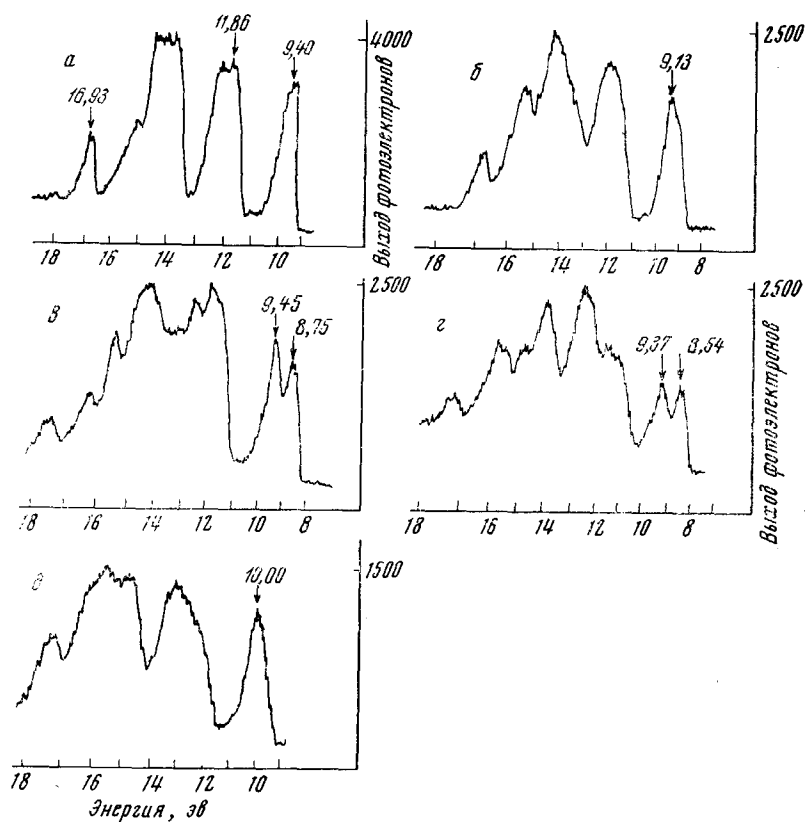 а
16,93
11,86
9,40
4000
Выход фотоэлектронов
18 16 14 12 10
б
9,13
2500
18 16 14 12 10 8
в
9,45
8,75
2500
18 16 14 12 10 8
г
9,37
8,54
2500
Выход фотоэлектронов
18 16 14 12 10 8
д
10,00
1500
18 16 14 12 10
Энергия, эв